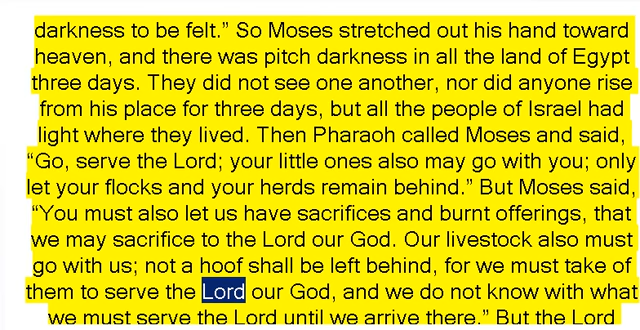 darkness to be felt.” So Moses stretched out his hand toward
heaven, and there was pitch darkness in all the land of Egypt
three days. They did not see one another, nor did anyone rise
from his place for three days, but all the people of Israel had
light where they lived. Then Pharaoh called Moses and said,
“Go, serve the Lord; your little ones also may go with you; only
let your flocks and your herds remain behind.” But Moses said,
“You must also let us have sacrifices and burnt offerings, that
we may sacrifice to the Lord our God. Our livestock also must
go with us; not a hoof shall be left behind, for we must take of
them to serve the Lord our God, and we do not know with what
we must serve the Lord until we arrive there.” But the Lord